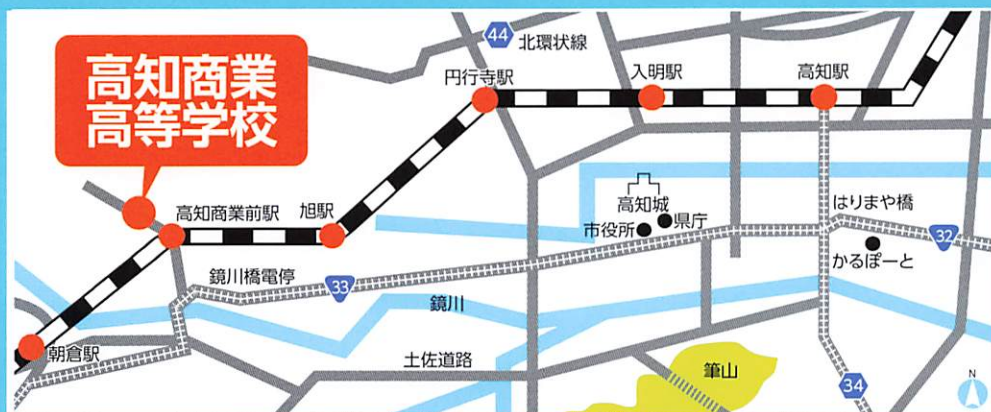 高知商業
高等学校
44
北環状線
円行寺駅
入明駅
高知駅
高知商業前駅
旭駅
高知城
市役所
県庁
はりまや橋
32
かるぽーと
鏡川橋電停
33
鏡川
朝倉駅
土佐道路
筆山
34
N